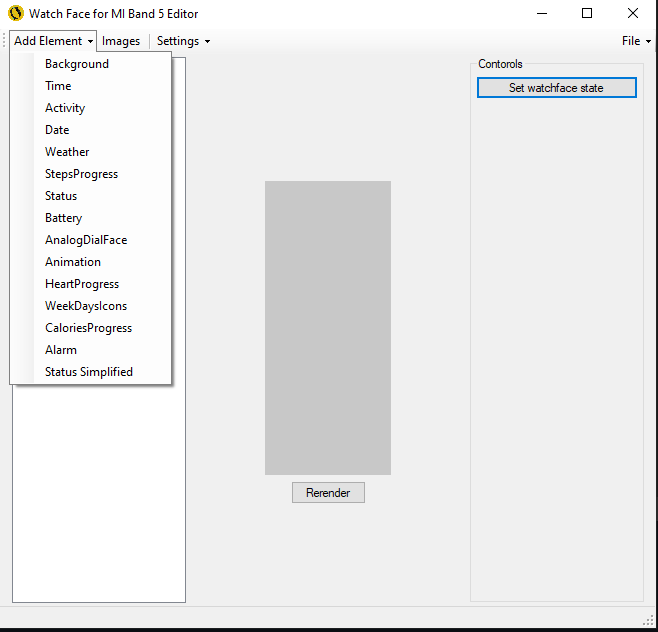 Watch Face for MI Band 5 Editor
Add Element Images Settings File
Background
Time
Activity
Date
Weather
StepsProgress
Status
Battery
AnalogDialFace
Animation
HeartProgress
WeekDaysIcons
CaloriesProgress
Alarm
Status Simplified
Rerender
Contorols
Set watchface state